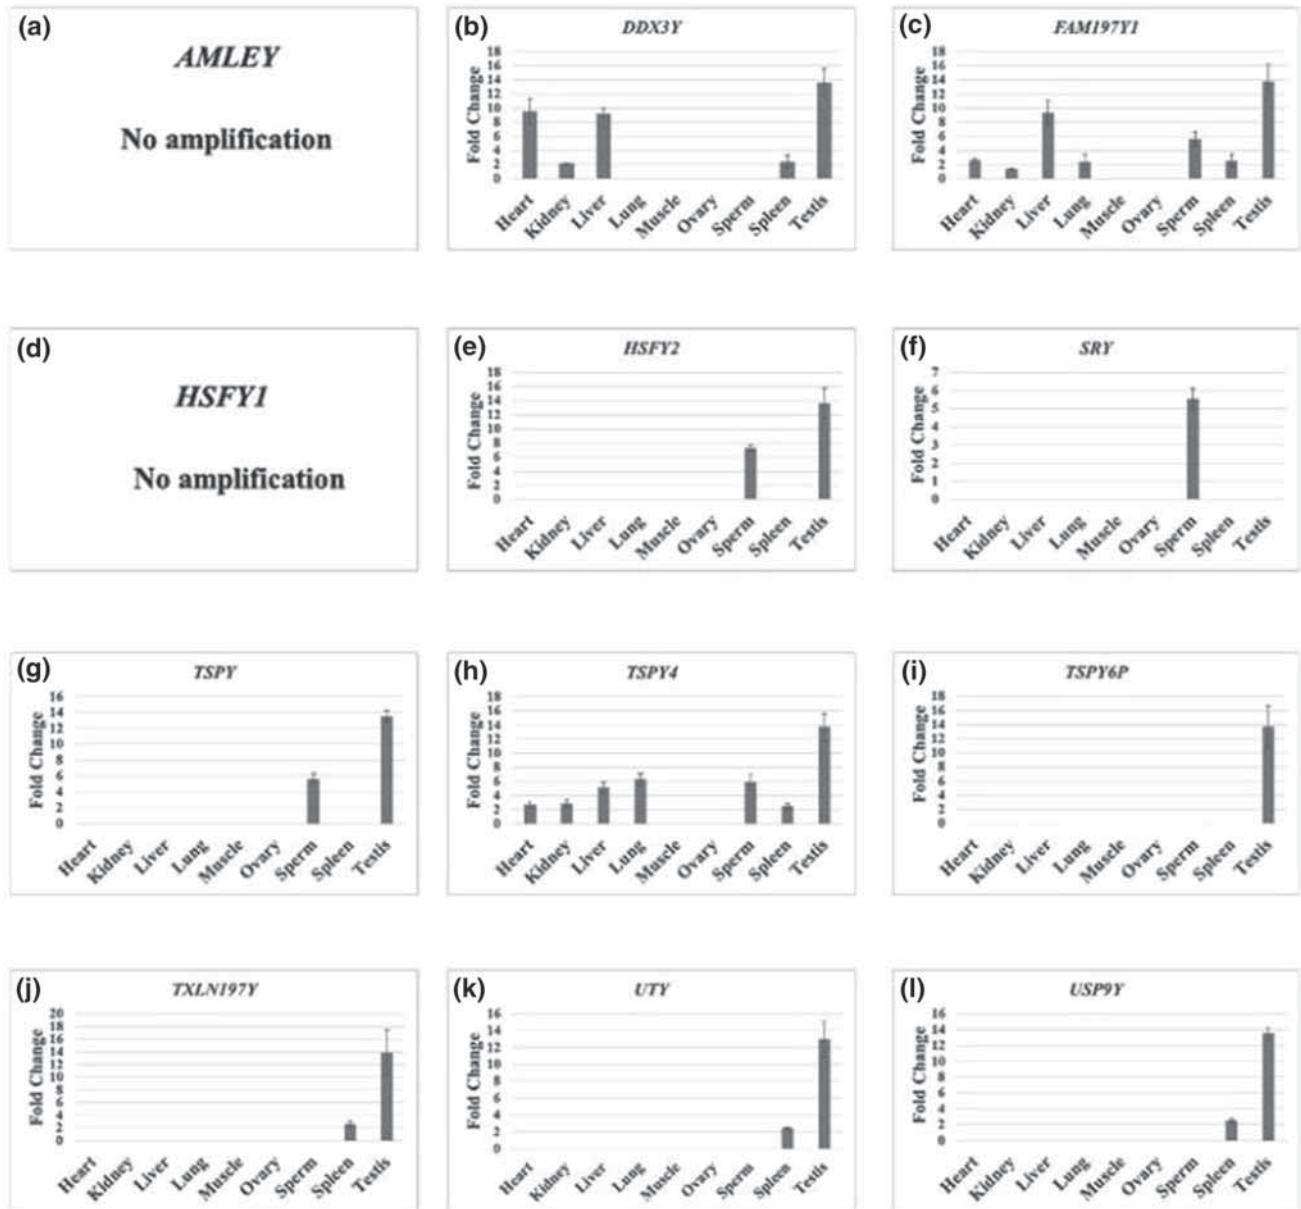 (a)
AMLEY
No amplification
(b)
DDX3Y
Fold Change
18
16
14
12
10
8
6
4
2
0
Heart Kidney Liver Lung Muscle Ovary Sperm Spleen Testis
(c)
FAM197Y1
Fold Change
18
16
14
12
10
8
6
4
2
0
Heart Kidney Liver Lung Muscle Ovary Sperm Spleen Testis
(d)
HSFY1
No amplification
(e)
HSFY2
Fold Change
18
16
14
12
10
8
6
4
2
0
Heart Kidney Liver Lung Muscle Ovary Sperm Spleen Testis
(f)
SRY
Fold Change
7
6
5
4
3
2
1
0
Heart Kidney Liver Lung Muscle Ovary Sperm Spleen Testis
(g)
TSPY
Fold Change
16
14
12
10
8
6
4
2
0
Heart Kidney Liver Lung Muscle Ovary Sperm Spleen Testis
(h)
TSPY4
Fold Change
18
16
14
12
10
8
6
4
2
0
Heart Kidney Liver Lung Muscle Ovary Sperm Spleen Testis
(i)
TSPY6P
Fold Change
18
16
14
12
10
8
6
4
2
0
Heart Kidney Liver Lung Muscle Ovary Sperm Spleen Testis
(j)
TXLN197Y
Fold Change
20
18
16
14
12
10
8
6
4
2
0
Heart Kidney Liver Lung Muscle Ovary Sperm Spleen Testis
(k)
UTY
Fold Change
16
14
12
10
8
6
4
2
0
Heart Kidney Liver Lung Muscle Ovary Sperm Spleen Testis
(l)
USP9Y
Fold Change
16
14
12
10
8
6
4
2
0
Heart Kidney Liver Lung Muscle Ovary Sperm Spleen Testis